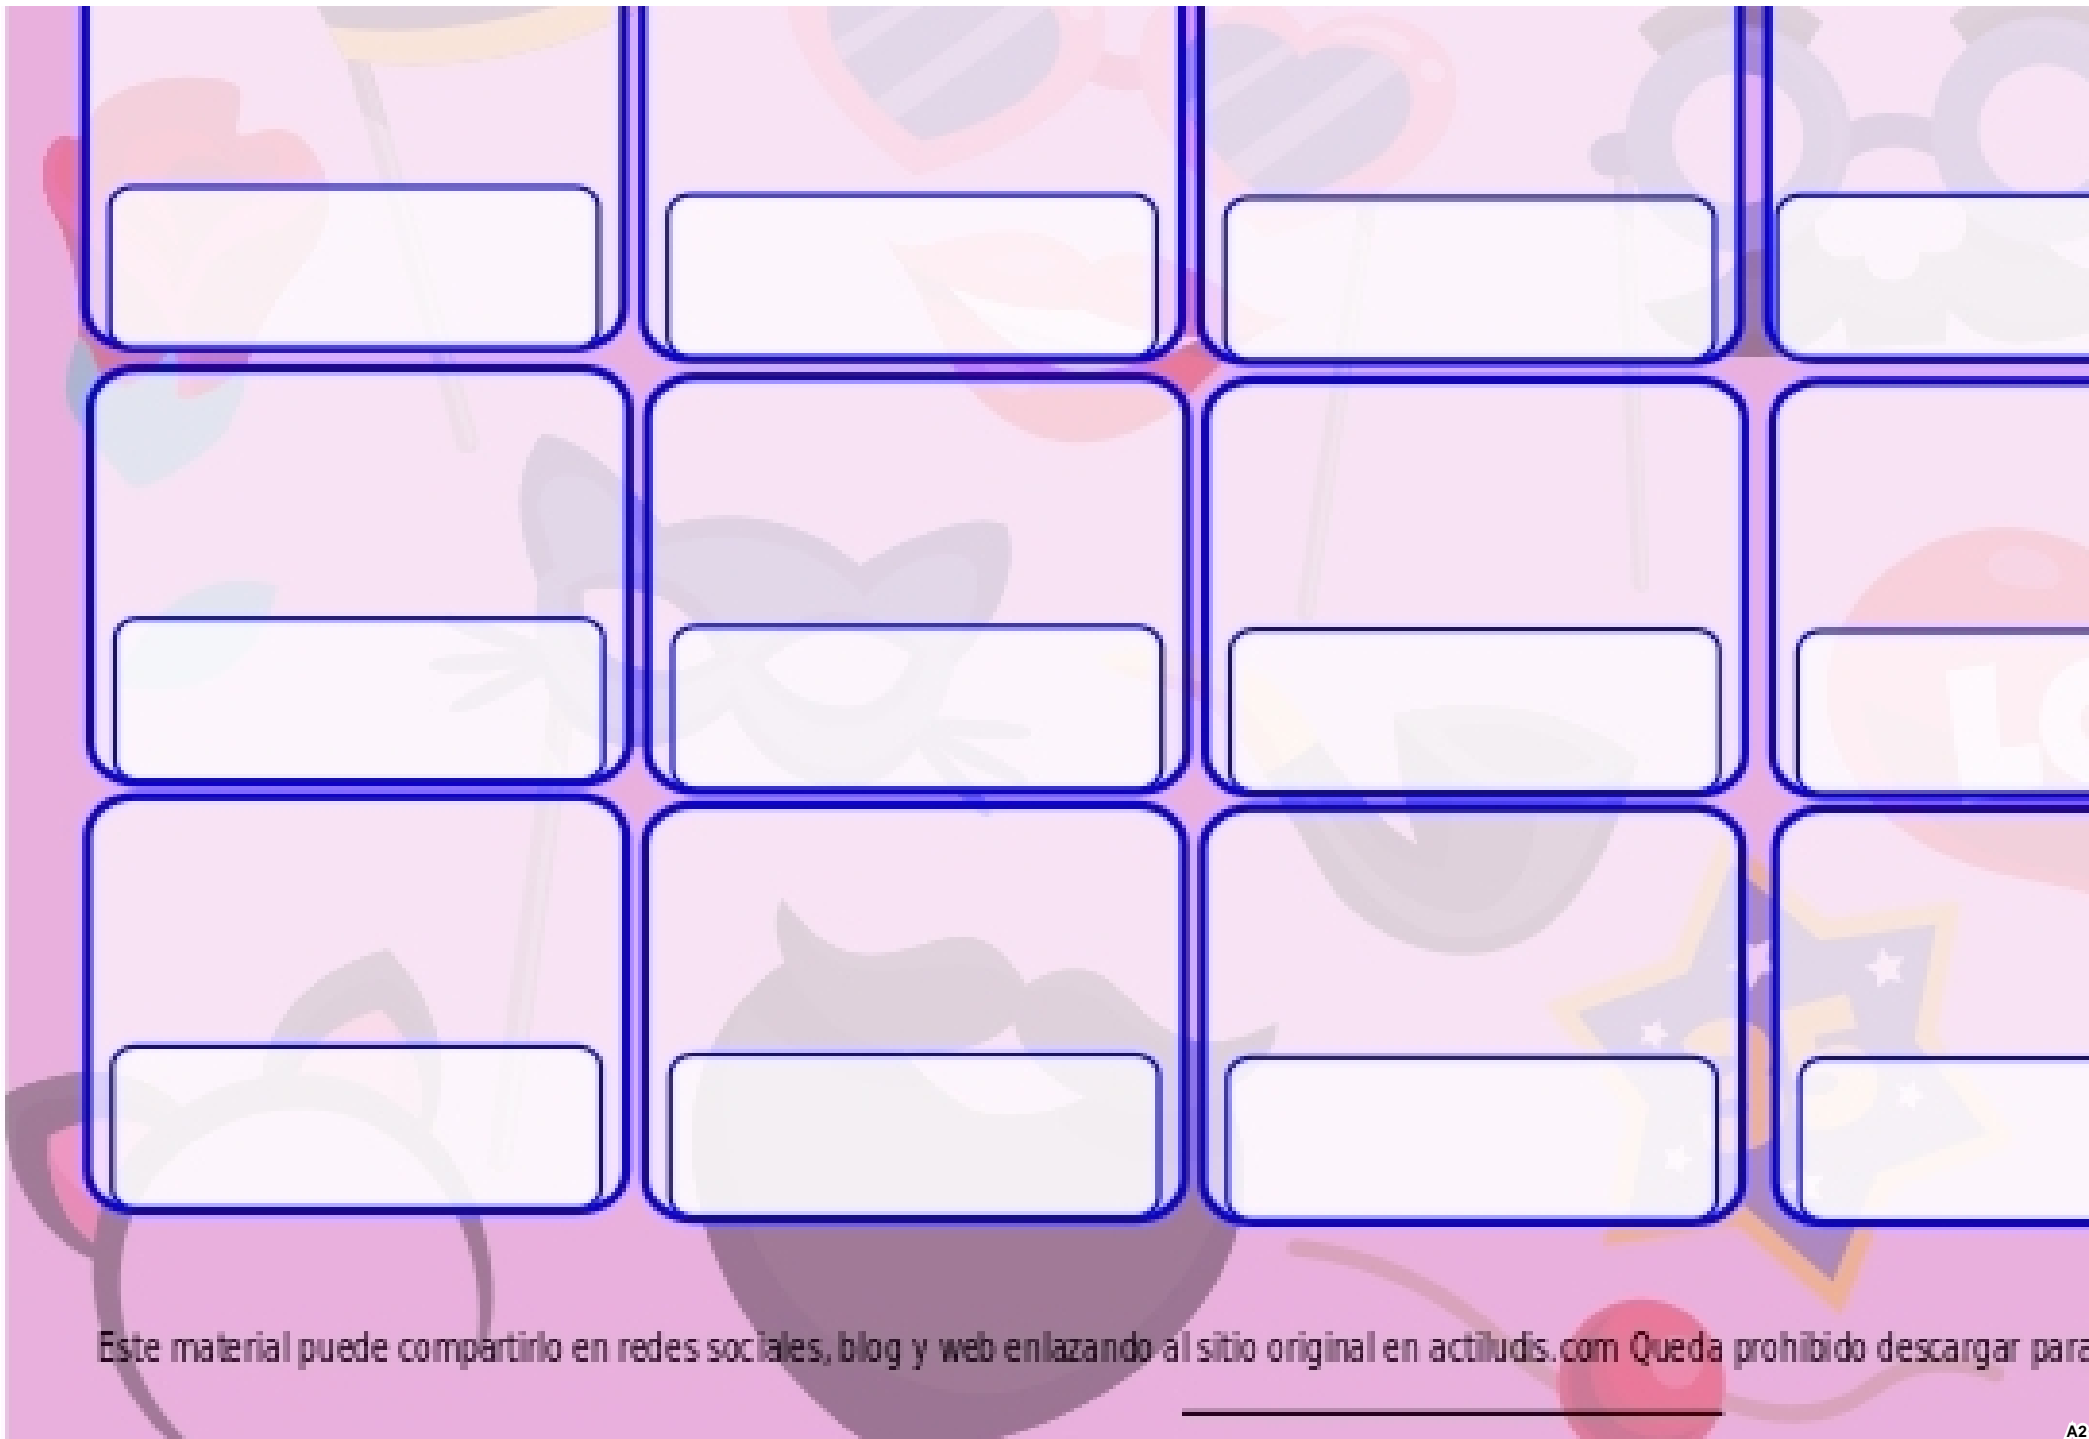 LO
Este material puede compartirlo en redes sociales, blog y web enlazando al sitio original en actiludis.com Queda prohibido descargar para
A2